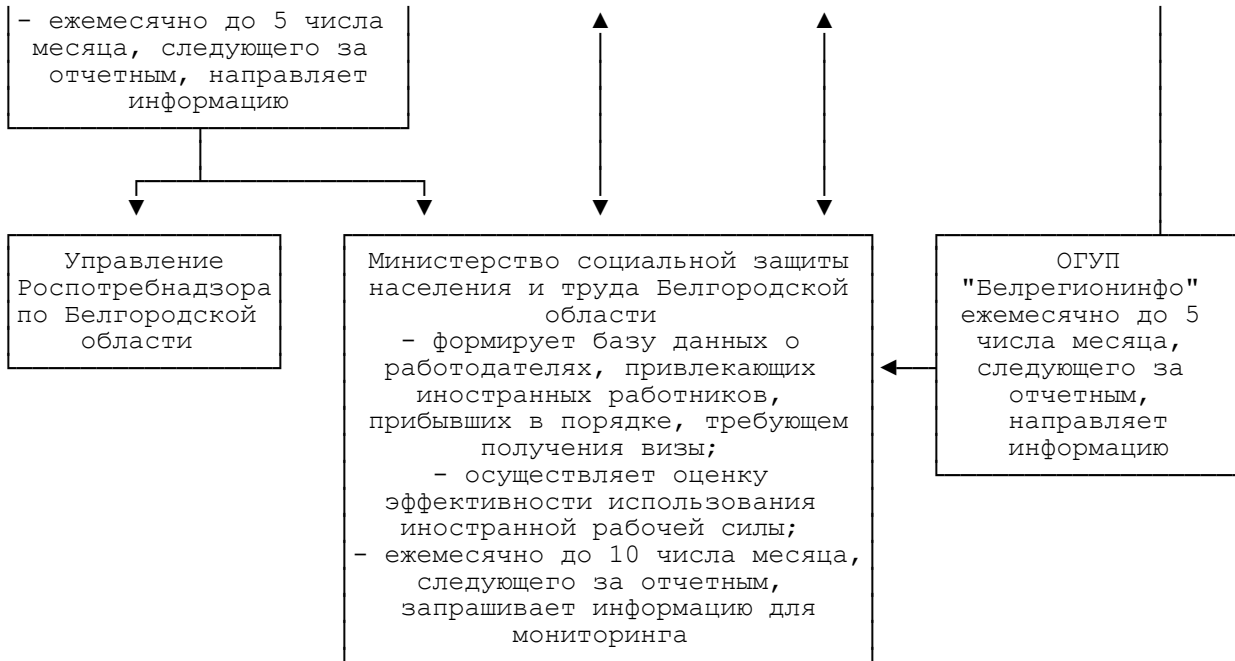 - ежемесячно до 5 числа
месяца, следующего за
отчетным, направляет
информацию
Управление
Роспотребнадзора
по Белгородской
области
Министерство социальной защиты
населения и труда Белгородской
области
- формирует базу данных о
работодателях, привлекающих
иностранных работников,
прибывших в порядке, требующем
получения визы;
- осуществляет оценку
эффективности использования
иностранной рабочей силы;
- ежемесячно до 10 числа месяца,
следующего за отчетным,
запрашивает информацию для
мониторинга
ОГУП
"Белрегионинфо"
ежемесячно до 5
числа месяца,
следующего за
отчетным,
направляет
информацию